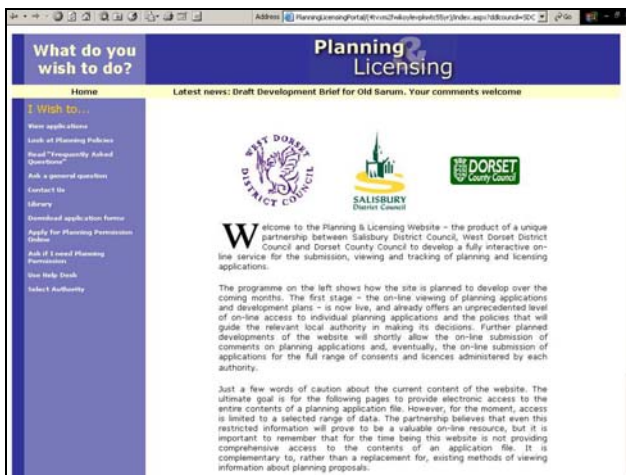 Address
Go
What do you
wish to do?
Planning
&
Licensing
Home
Latest news: Draft Development Brief for Old Sarum. Your comments welcome
I Wish to...
View applications
Look at Planning Policies
Read "Frequently Asked
Questions"
Ask a general question
Contact Us
Library
Download application forms
Apply for Planning Permission
Online
Ask if I need Planning
Permission
Use Help Desk
Select Authority
WEST DORSET
DISTRICT COUNCIL
SALISBURY
District Council
DORSET
County Council
Welcome to the Planning & Licensing Website – the product of a unique
partnership between Salisbury District Council, West Dorset District
Council and Dorset County Council to develop a fully interactive on-
line service for the submission, viewing and tracking of planning and licensing
applications.
The programme on the left shows how the site is planned to develop over the
coming months. The first stage – the on-line viewing of planning applications
and development plans – is now live, and already offers an unprecedented level
of on-line access to individual planning applications and the policies that will
guide the relevant local authority in making its decisions. Further planned
developments of the website will shortly allow the on-line submission of
comments on planning applications and, eventually, the on-line submission of
applications for the full range of consents and licences administered by each
authority.
Just a few words of caution about the current content of the website. The
ultimate goal is for the following pages to provide electronic access to the
entire contents of a planning application file. However, for the moment, access
is limited to a selected range of data. The partnership believes that even this
restricted information will prove to be a valuable on-line resource, but it is
important to remember that for the time being this website is not providing
comprehensive access to the contents of an application file. It is
complementary to, rather than a replacement for, existing methods of viewing
information about planning proposals.